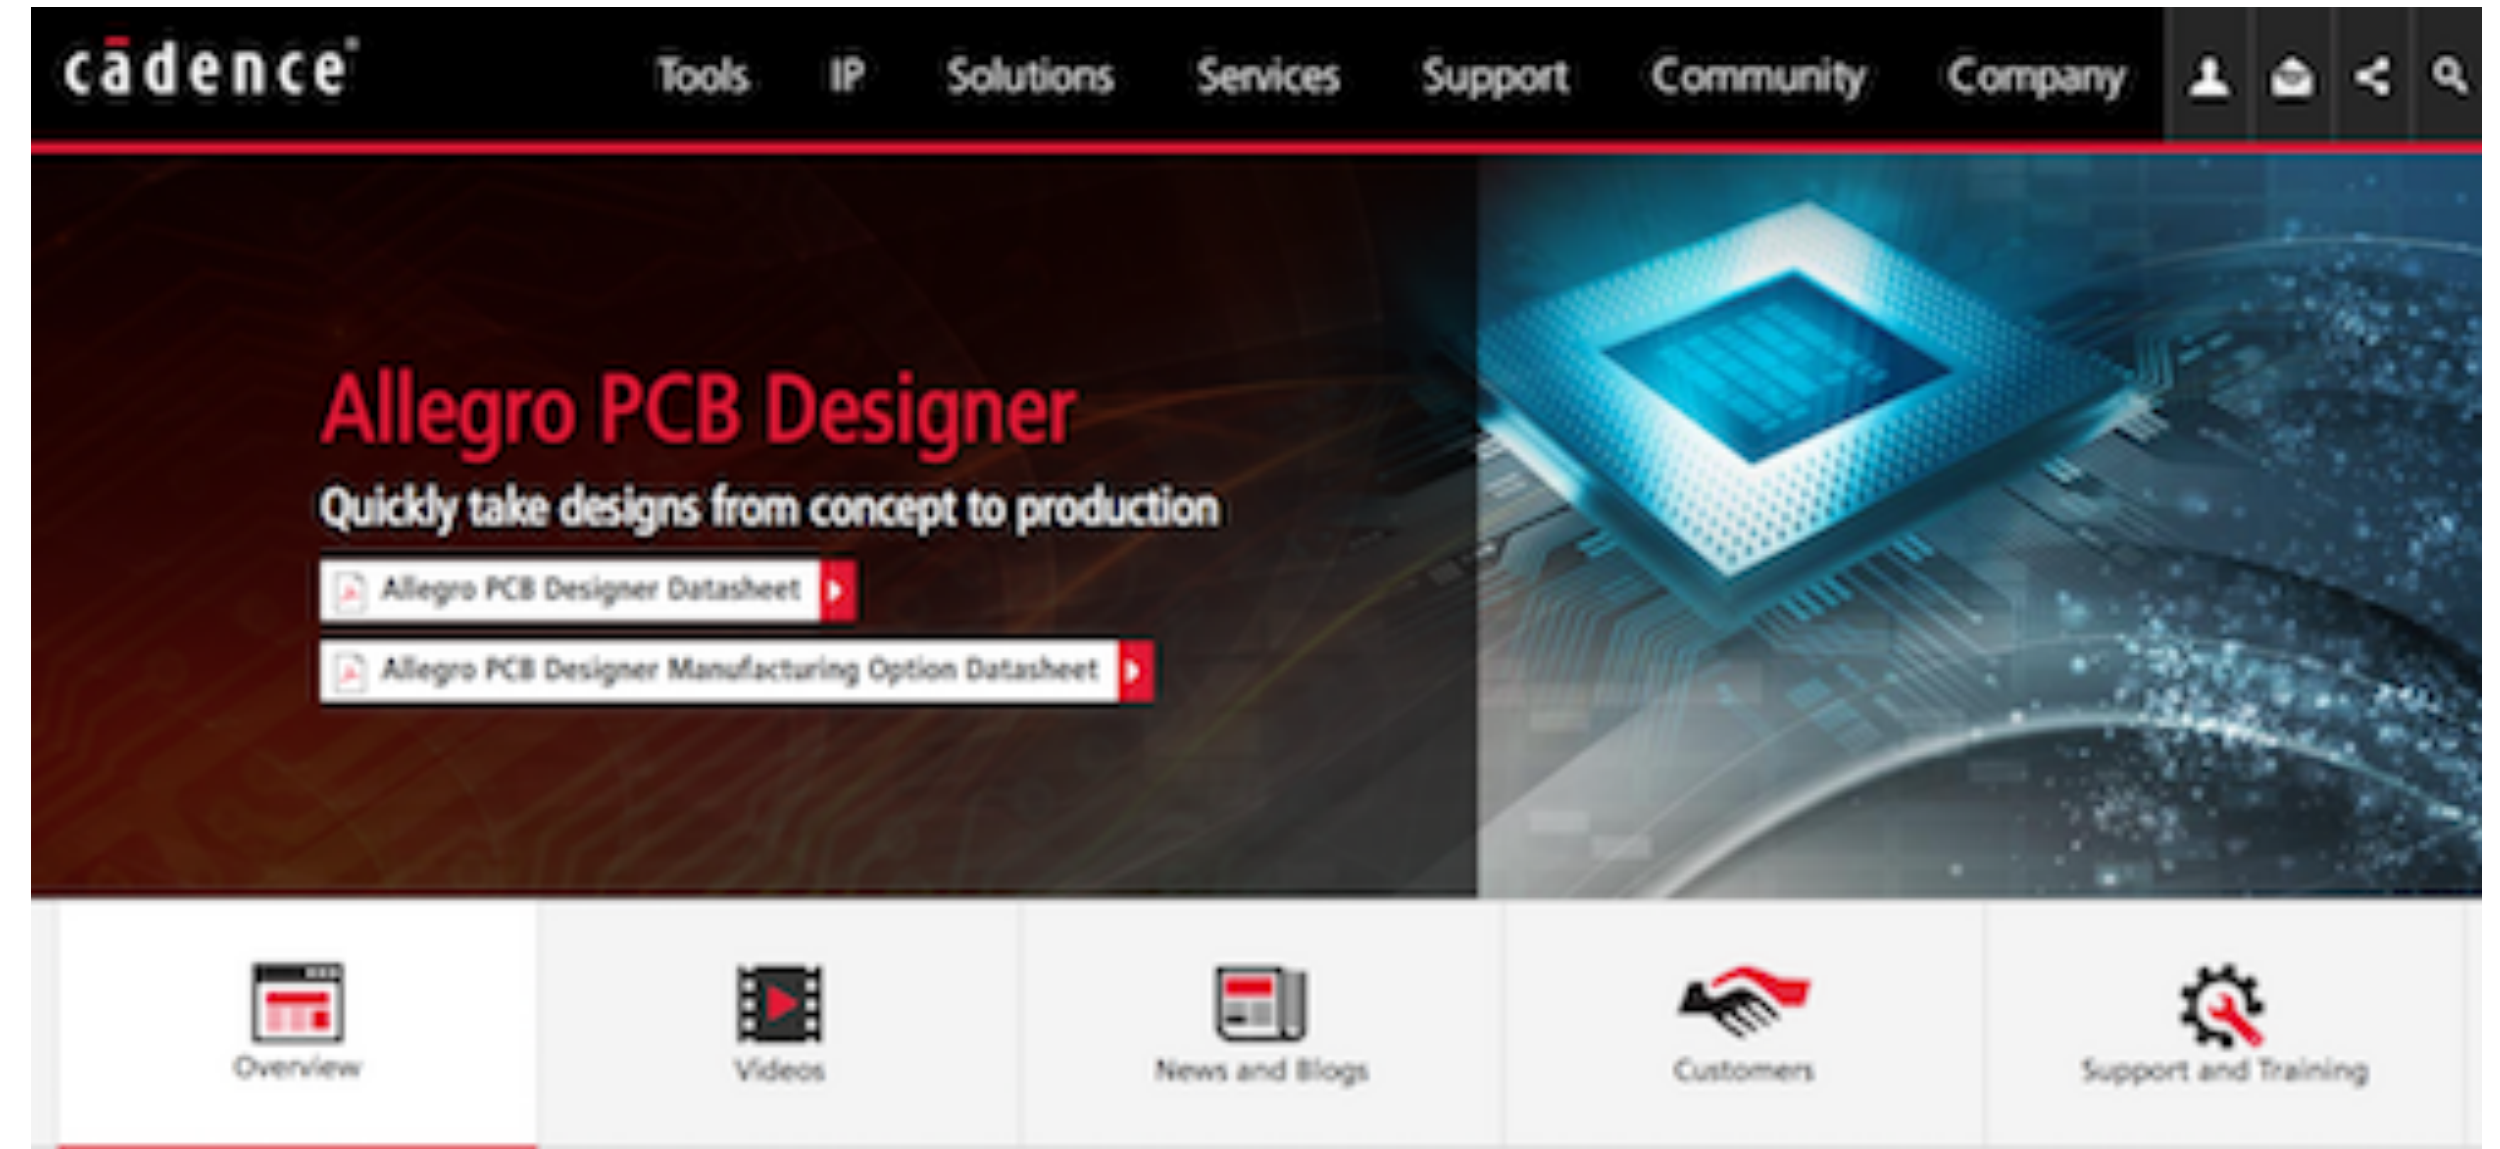 cādence®
Tools IP Solutions Services Support Community Company
Allegro PCB Designer
Quickly take designs from concept to production
Allegro PCB Designer Datasheet
Allegro PCB Designer Manufacturing Option Datasheet
Overview Videos News and Blogs Customers Support and Training